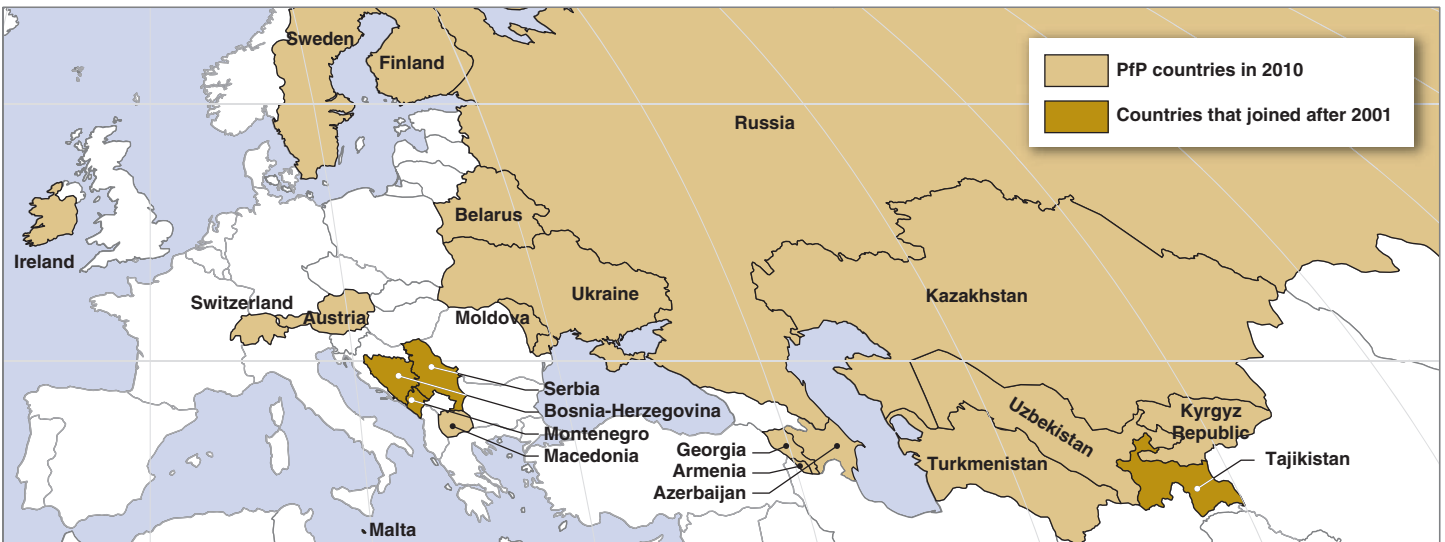 Sweden
Finland
PfP countries in 2010
Countries that joined after 2001
Russia
Belarus
Ireland
Switzerland
Austria
Moldova
Ukraine
Kazakhstan
Serbia
Bosnia-Herzegovina
Montenegro
Macedonia
Georgia
Armenia
Azerbaijan
Turkmenistan
Uzbekistan
Kyrgyz
Republic
Tajikistan
Malta